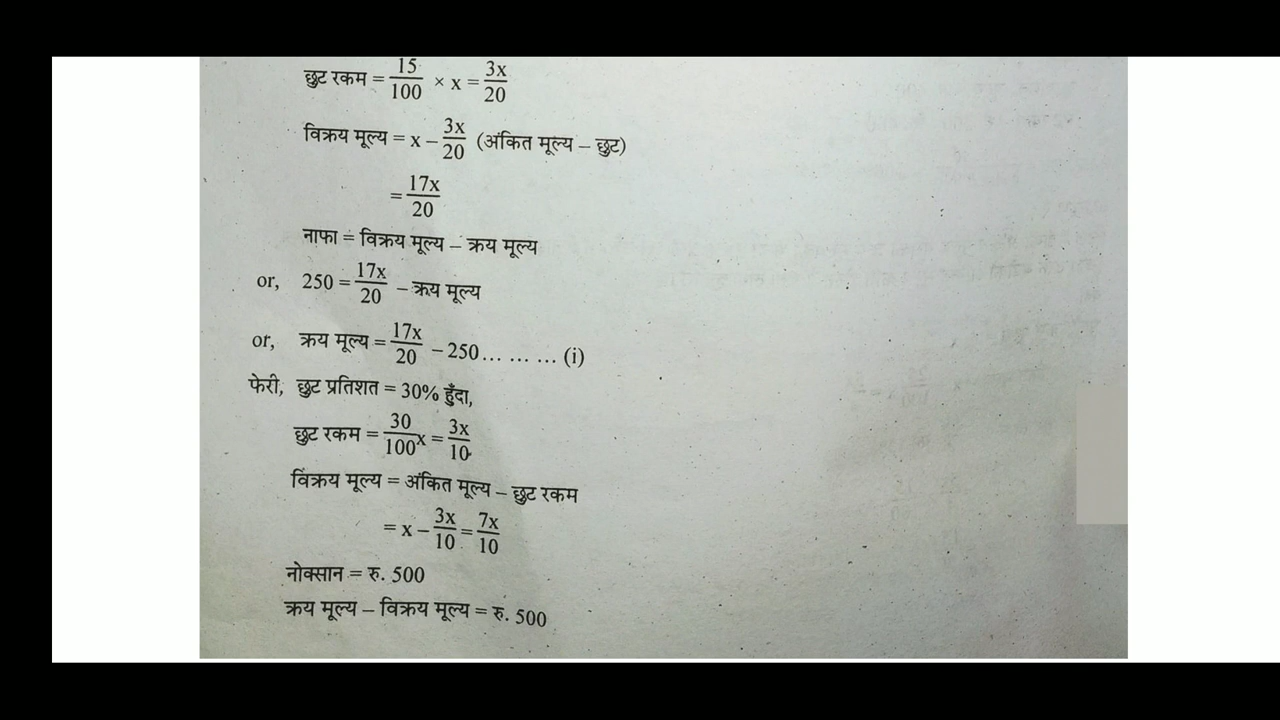 छुट रकम = 15/100 × x = 3x/20
विक्रय मूल्य = x – 3x/20 (अंकित मूल्य – छुट)
= 17x/20
नाफा = विक्रय मूल्य – क्रय मूल्य
or, 250 = 17x/20 – क्रय मूल्य
or, क्रय मूल्य = 17x/20 – 250… … … (i)
फेरी, छुट प्रतिशत = 30% हुँदा,
छुट रकम = 30/100 x = 3x/10
विक्रय मूल्य = अंकित मूल्य – छुट रकम
= x – 3x/10 = 7x/10
नोक्सान = रु. 500
क्रय मूल्य – विक्रय मूल्य = रु. 500